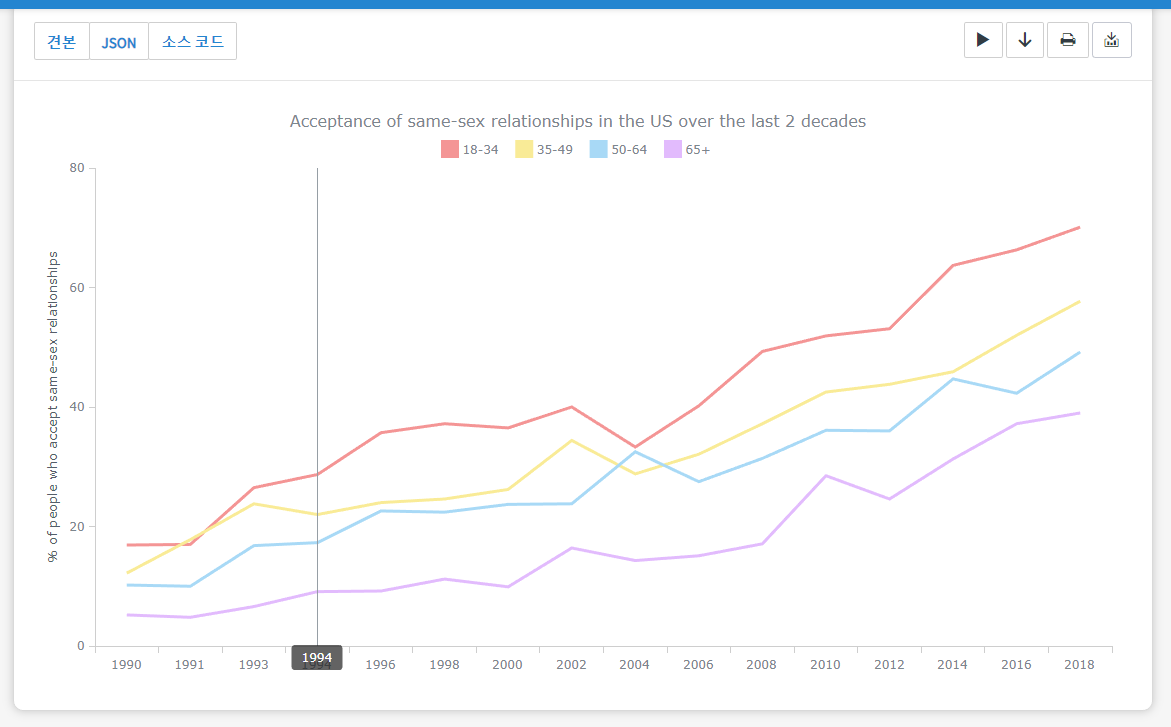 견본 JSON 소스 코드
Acceptance of same-sex relationships in the US over the last 2 decades
18-34 35-49 50-64 65+
% of people who accept same-sex relationships
80
60
40
20
0
1990 1991 1993 1994 1996 1998 2000 2002 2004 2006 2008 2010 2012 2014 2016 2018